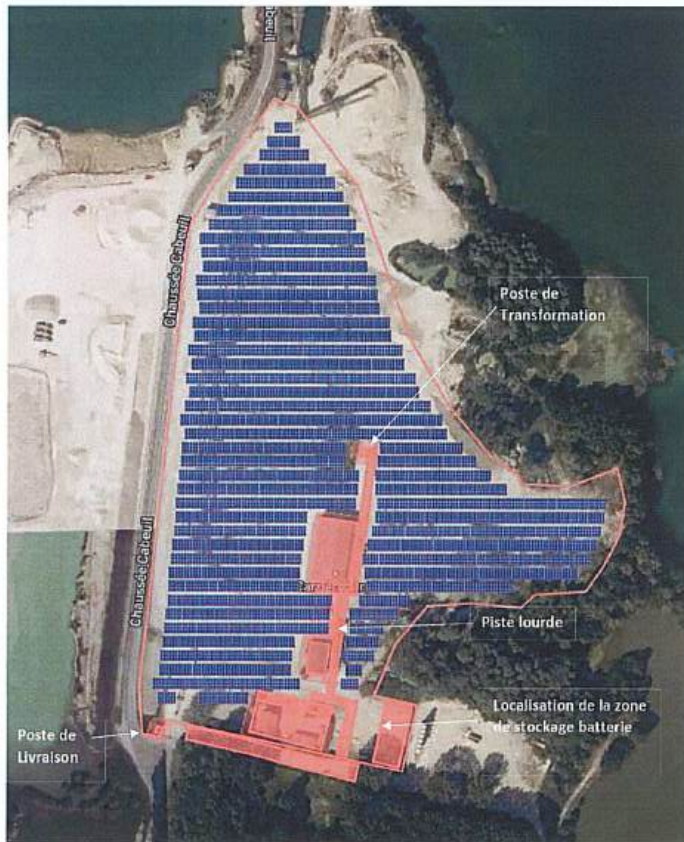 Chaussée Cabeuil
Poste de
Transformation
Chaussée Cabeuil
Piste lourde
Localisation de la zone
de stockage batterie
Poste de
Livraison